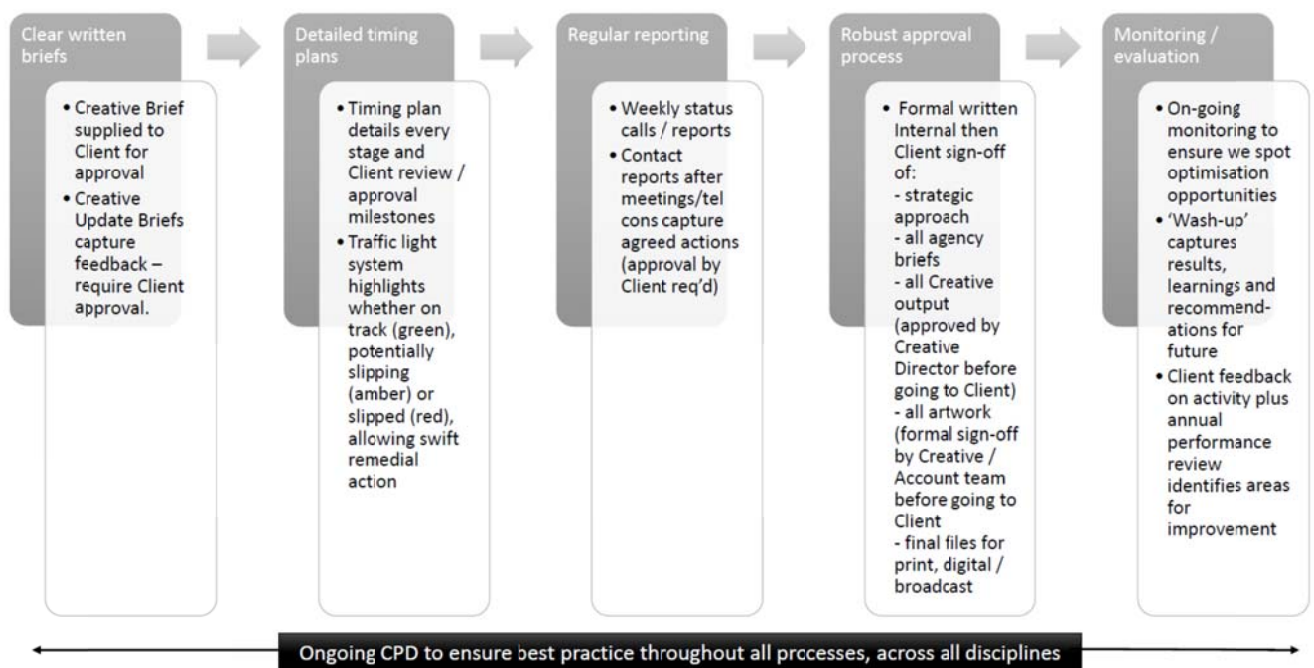 Clear written
briefs
• Creative Brief
supplied to
Client for
approval
• Creative
Update Briefs
capture
feedback –
require Client
approval.
Detailed timing
plans
• Timing plan
details every
stage and
Client review /
approval
milestones
• Traffic light
system
highlights
whether on
track (green),
potentially
slipping
(amber) or
slipped (red),
allowing swift
remedial
action
Regular reporting
• Weekly status
calls / reports
• Contact
reports after
meetings/tel
cons capture
agreed actions
(approval by
Client req'd)
Robust approval
process
• Formal written
Internal then
Client sign-off
of:
- strategic
approach
- all agency
briefs
- all Creative
output
(approved by
Creative
Director before
going to Client)
- all artwork
(formal sign-off
by Creative /
Account team
before going to
Client
- final files for
print, digital /
broadcast
Monitoring /
evaluation
• On-going
monitoring to
ensure we spot
optimisation
opportunities
• 'Wash-up'
captures
results,
learnings and
recommend-
ations for
future
• Client feedback
on activity plus
annual
performance
review
identifies areas
for
improvement
Ongoing CPD to ensure best practice throughout all processes, across all disciplines